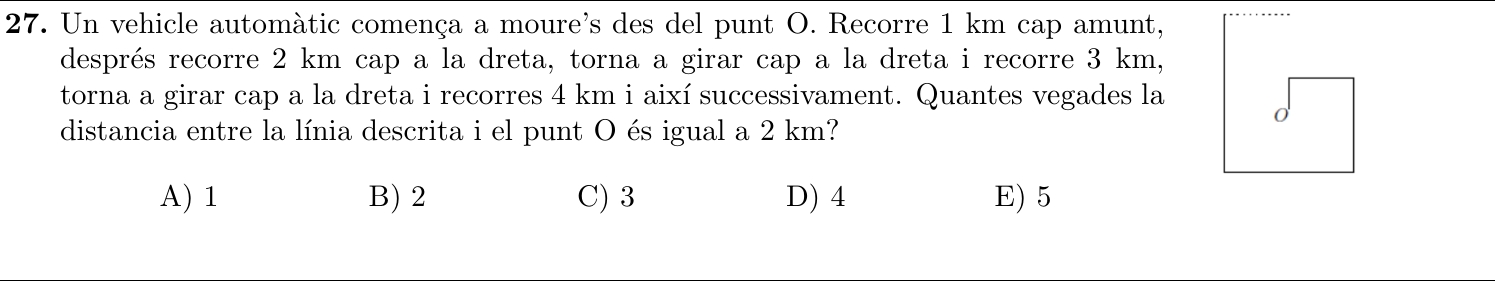 27. Un vehicle automàtic comença a moure's des del punt O. Recorre 1 km cap amunt,
després recorre 2 km cap a la dreta, torna a girar cap a la dreta i recorre 3 km,
torna a girar cap a la dreta i recorres 4 km i així successivament. Quantes vegades la
distancia entre la línia descrita i el punt O és igual a 2 km?
O
A) 1 B) 2 C) 3 D) 4 E) 5